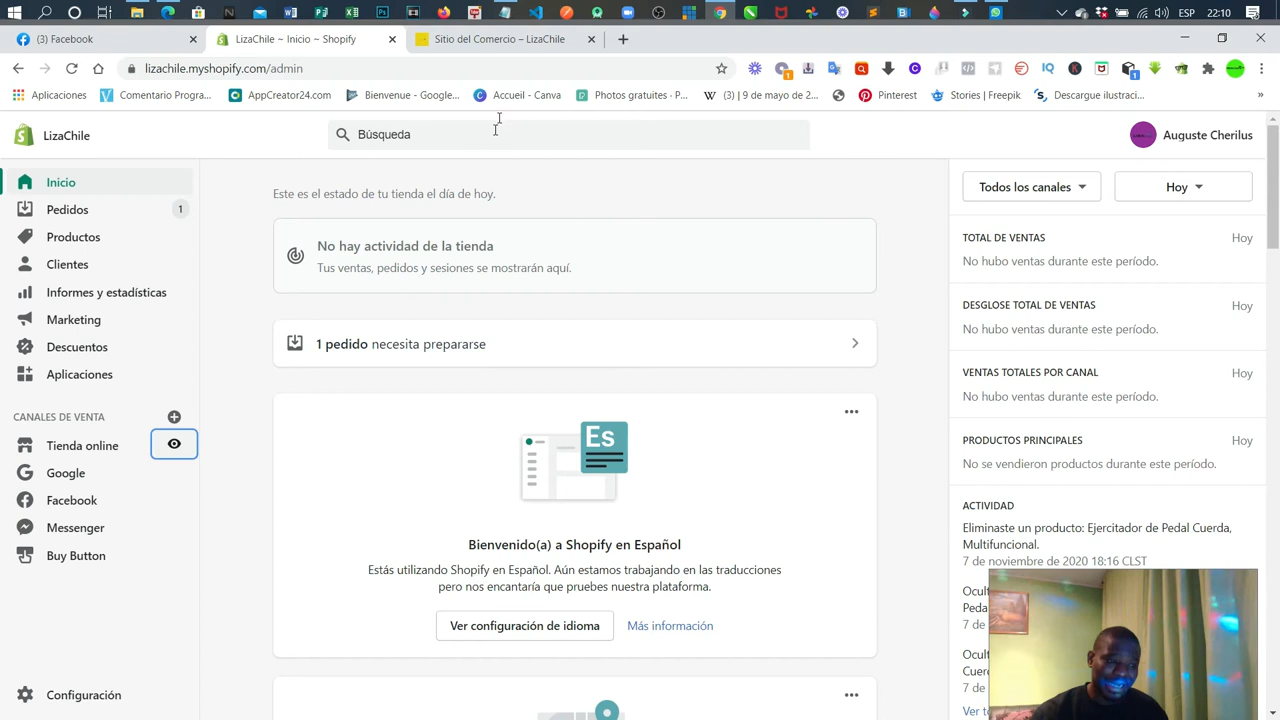 ESP
22:10
(3) Facebook
LizaChile ~ Inicio ~ Shopify
Sitio del Comercio – LizaChile
lizachile.myshopify.com/admin
Aplicaciones
Comentario Progra...
AppCreator24.com
Bienvenue - Google...
Accueil - Canva
Photos gratuites - P...
(3) | 9 de mayo de 2...
Pinterest
Stories | Freepik
Descargue ilustraci...
LizaChile
Búsqueda
Auguste Cherilus
Inicio
Pedidos
1
Productos
Clientes
Informes y estadísticas
Marketing
Descuentos
Aplicaciones
CANALES DE VENTA
Tienda online
Google
Facebook
Messenger
Buy Button
Configuración
Este es el estado de tu tienda el día de hoy.
No hay actividad de la tienda
Tus ventas, pedidos y sesiones se mostrarán aquí.
1 pedido necesita prepararse
Es
Bienvenido(a) a Shopify en Español
Estás utilizando Shopify en Español. Aún estamos trabajando en las traducciones
pero nos encantaría que pruebes nuestra plataforma.
Ver configuración de idioma
Más información
Todos los canales
Hoy
TOTAL DE VENTAS
Hoy
No hubo ventas durante este período.
DESGLOSE TOTAL DE VENTAS
Hoy
No hubo ventas durante este período.
VENTAS TOTALES POR CANAL
Hoy
No hubo ventas durante este período.
PRODUCTOS PRINCIPALES
Hoy
No se vendieron productos durante este período.
ACTIVIDAD
Eliminaste un producto: Ejercitador de Pedal Cuerda,
Multifuncional.
7 de noviembre de 2020 18:16 CLST
7 de
7 de